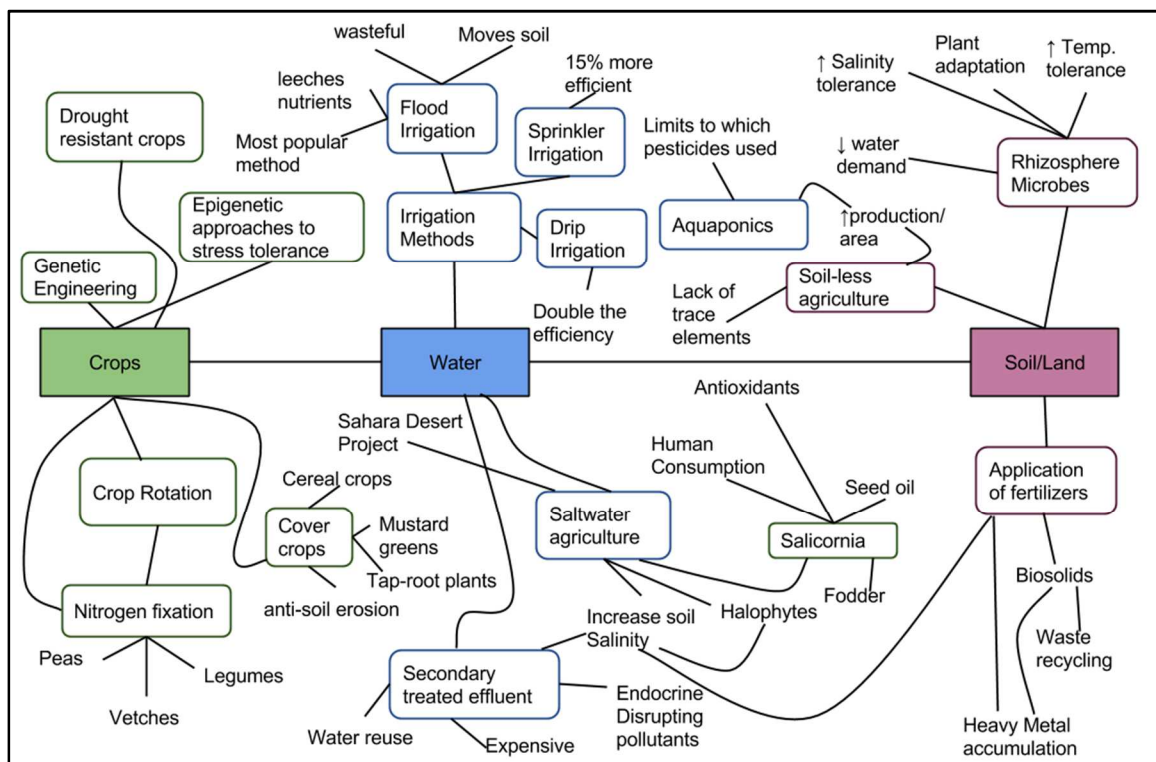 wasteful
Moves soil
leeches
nutrients
Most popular
method
Flood
Irrigation
15% more
efficient
Sprinkler
Irrigation
Irrigation
Methods
Drip
Irrigation
Double the
efficiency
Drought
resistant crops
Epigenetic
approaches to
stress tolerance
Genetic
Engineering
Limits to which
pesticides used
Aquaponics
↑production/
area
Soil-less
agriculture
Lack of
trace
elements
↑ Salinity
tolerance
Plant
adaptation
↑ Temp.
tolerance
↓ water
demand
Rhizosphere
Microbes
Crops
Water
Soil/Land
Crop Rotation
Nitrogen fixation
Peas
Vetches
Legumes
Cereal crops
Cover
crops
Mustard
greens
Tap-root plants
anti-soil erosion
Sahara Desert
Project
Saltwater
agriculture
Increase soil
Salinity
Halophytes
Secondary
treated effluent
Water reuse
Expensive
Endocrine
Disrupting
pollutants
Antioxidants
Human
Consumption
Seed oil
Salicornia
Fodder
Application
of fertilizers
Biosolids
Waste
recycling
Heavy Metal
accumulation